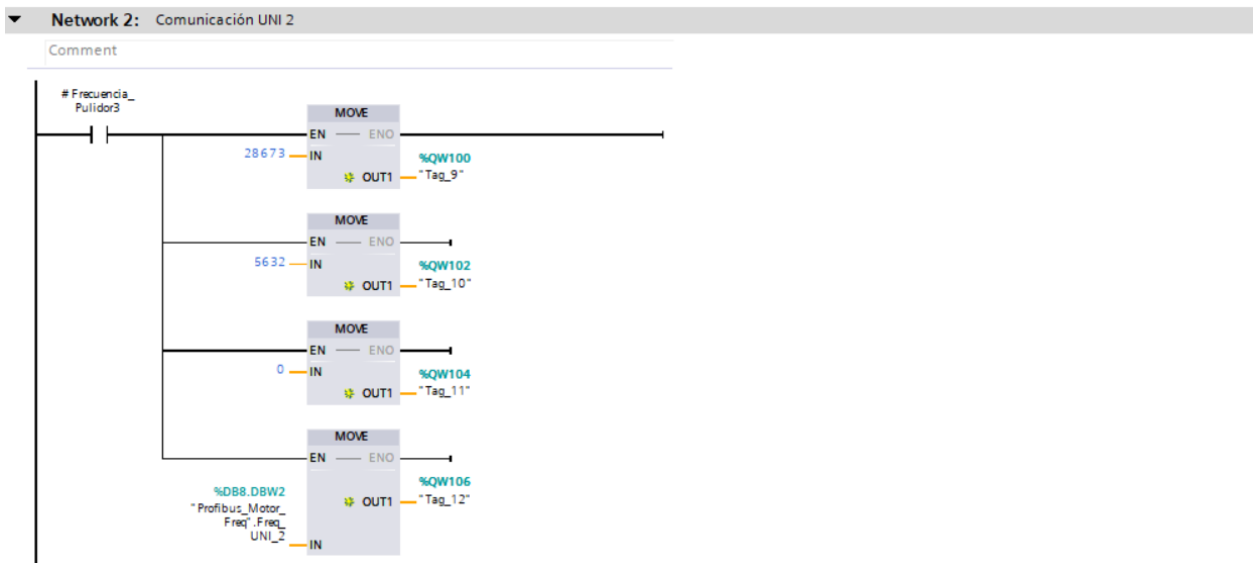 Network 2: Comunicación UNI 2
Comment
#Frecuencia_
Pulidor3
MOVE
EN ENO
28673 IN
%QW100
OUT1 "Tag_9"
MOVE
EN ENO
5632 IN
%QW102
OUT1 "Tag_10"
MOVE
EN ENO
0 IN
%QW104
OUT1 "Tag_11"
MOVE
EN ENO
%QW106
OUT1 "Tag_12"
%DB8.DBW2
"Profibus_Motor_
Freq".Freq_
UNI_2
IN